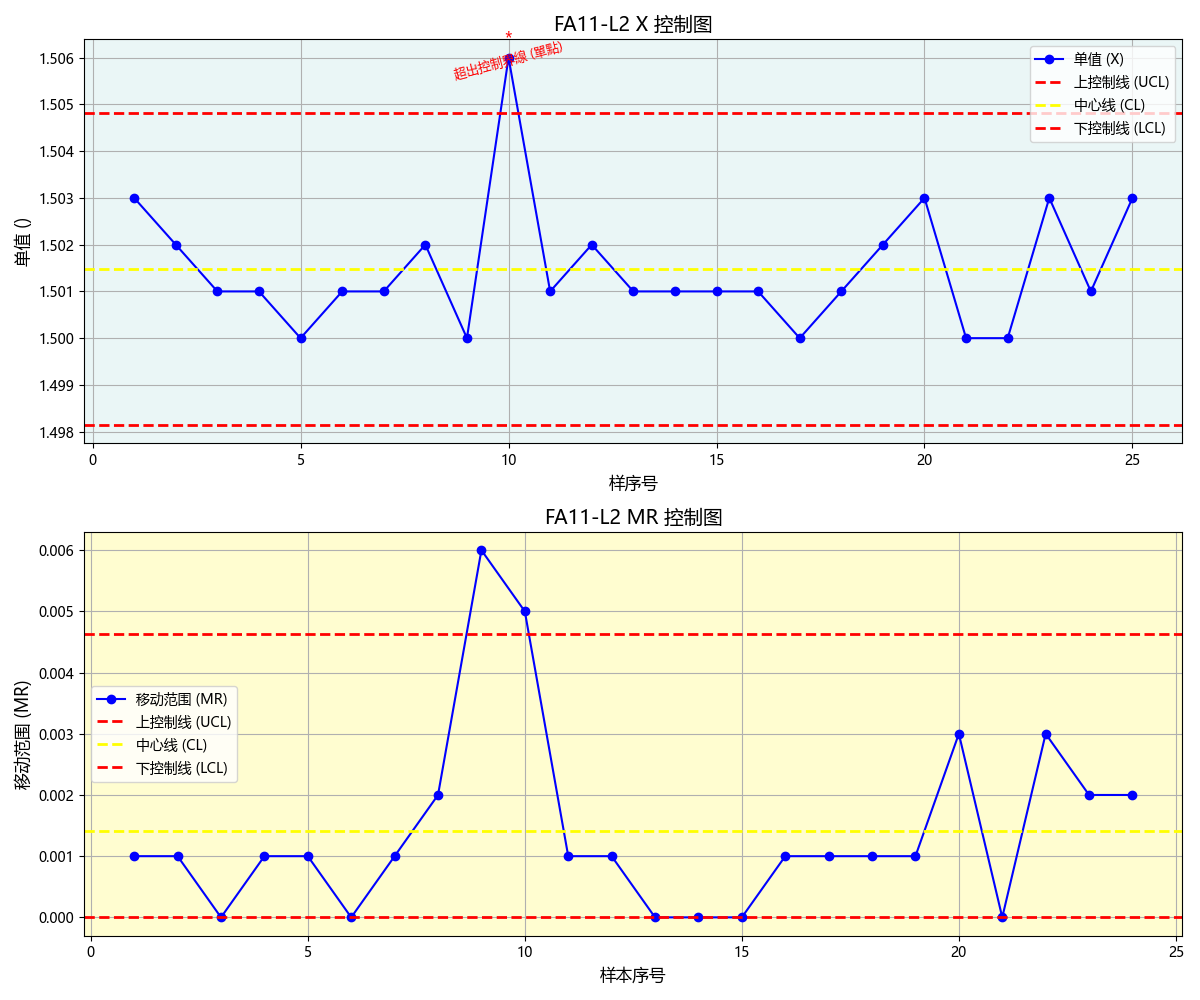 FA11-L2 X 控制图
*
超出控制界線 (單點)
单值 (X)
上控制线 (UCL)
中心线 (CL)
下控制线 (LCL)
单值 ()
1.506
1.505
1.504
1.503
1.502
1.501
1.500
1.499
1.498
0 5 10 15 20 25
样序号
FA11-L2 MR 控制图
移动范围 (MR)
0.006
0.005
0.004
0.003
0.002
0.001
0.000
移动范围 (MR)
上控制线 (UCL)
中心线 (CL)
下控制线 (LCL)
0 5 10 15 20 25
样本序号